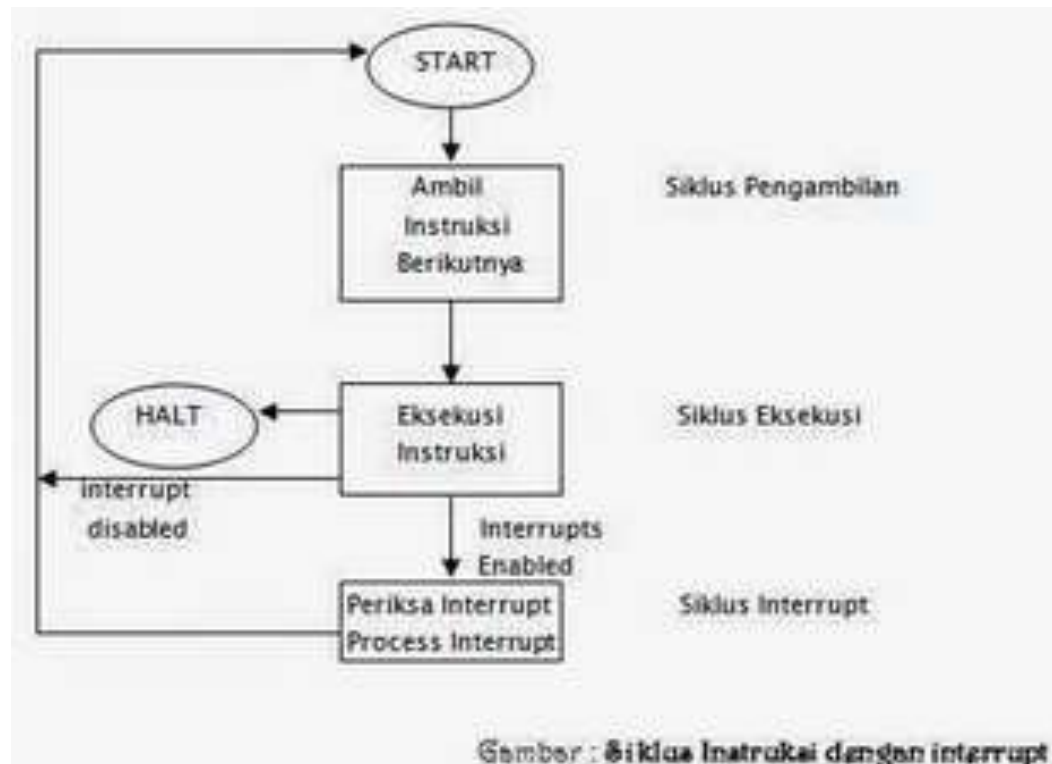 START
Ambil
Instruksi
Berikutnya
Siklus Pengambilan
HALT
Eksekusi
Instruksi
Siklus Eksekusi
interrupt
disabled
Interrupts
Enabled
Periksa Interrupt
Process Interrupt
Siklus Interrupt
Gambar : Siklus Instruksi dengan interrupt